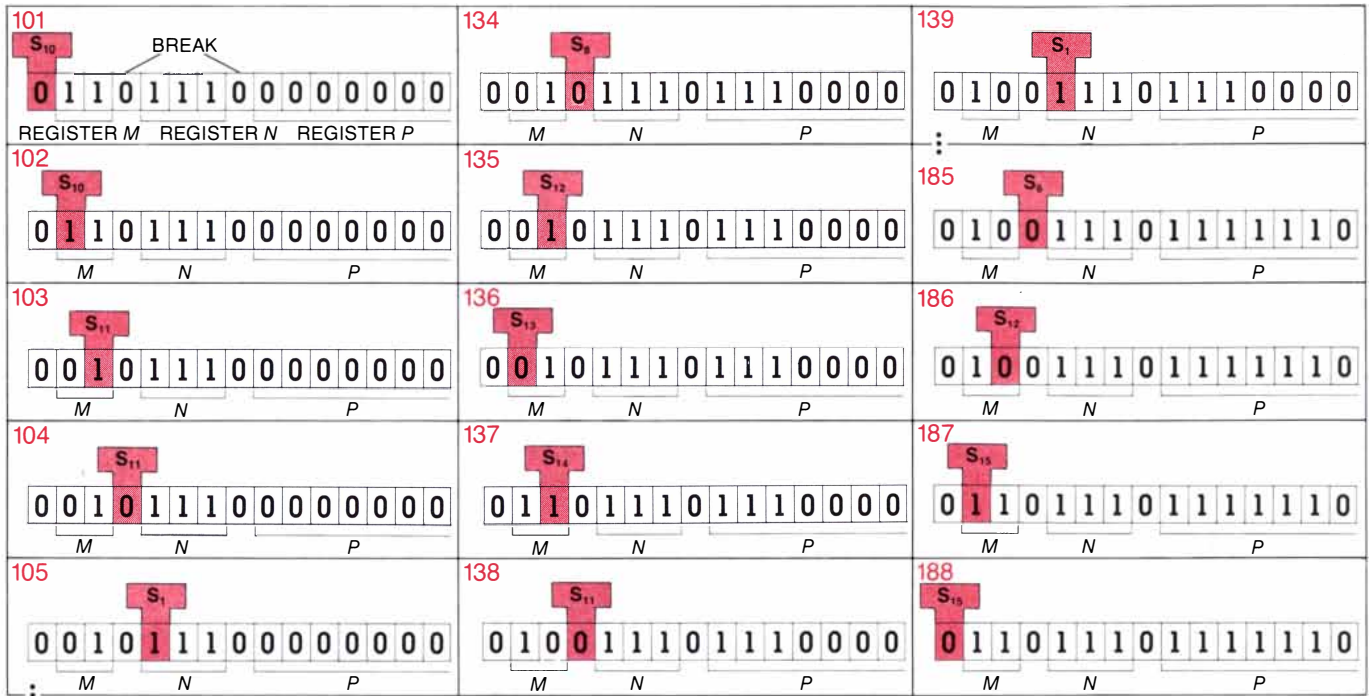 101
S₁₀
BREAK
0 1 1 0 1 1 1 0 0 0 0 0 0 0 0
REGISTER M REGISTER N REGISTER P
102
S₁₀
0 1 1 0 1 1 1 0 0 0 0 0 0 0 0
M N P
103
S₁₁
0 0 1 0 1 1 1 0 0 0 0 0 0 0 0
M N P
104
S₁₁
0 0 1 0 1 1 1 0 0 0 0 0 0 0 0
M N P
105
S₁
0 0 1 0 1 1 1 0 0 0 0 0 0 0 0
M N P
⋮
134
S₈
0 0 1 0 1 1 1 0 1 1 1 0 0 0 0
M N P
135
S₁₂
0 0 1 0 1 1 1 0 1 1 1 0 0 0 0
M N P
136
S₁₃
0 0 1 0 1 1 1 0 1 1 1 0 0 0 0
M N P
137
S₁₄
0 1 1 0 1 1 1 0 1 1 1 0 0 0 0
M N P
138
S₁₁
0 1 0 0 1 1 1 0 1 1 1 0 0 0 0
M N P
139
S₁
0 1 0 0 1 1 1 0 1 1 1 0 0 0 0
M N P
⋮
185
S₈
0 1 0 0 1 1 1 0 1 1 1 1 1 1 0
M N P
186
S₁₂
0 1 0 0 1 1 1 0 1 1 1 1 1 1 0
M N P
187
S₁₅
0 1 1 0 1 1 1 0 1 1 1 1 1 1 0
M N P
188
S₁₅
0 1 1 0 1 1 1 0 1 1 1 1 1 1 0
M N P